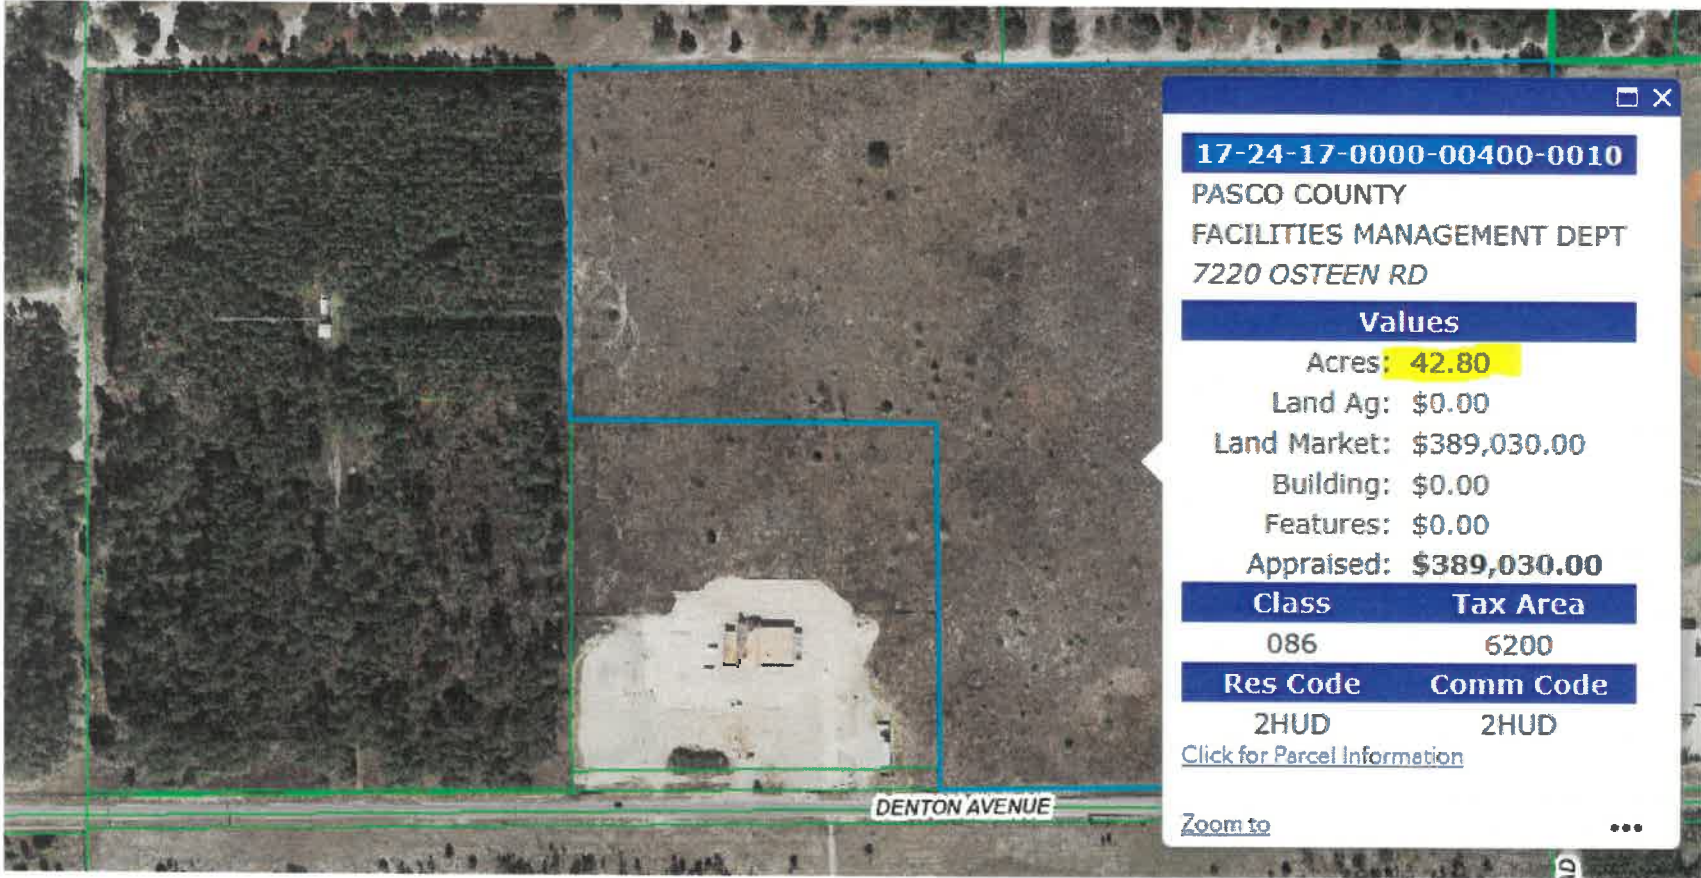 17-24-17-0000-00400-0010
PASCO COUNTY
FACILITIES MANAGEMENT DEPT
7220 OSTEEN RD
Values
Acres: 42.80
Land Ag: $0.00
Land Market: $389,030.00
Building: $0.00
Features: $0.00
Appraised: $389,030.00
Class Tax Area
086 6200
Res Code Comm Code
2HUD 2HUD
Click for Parcel Information
Zoom to
•••
DENTON AVENUE